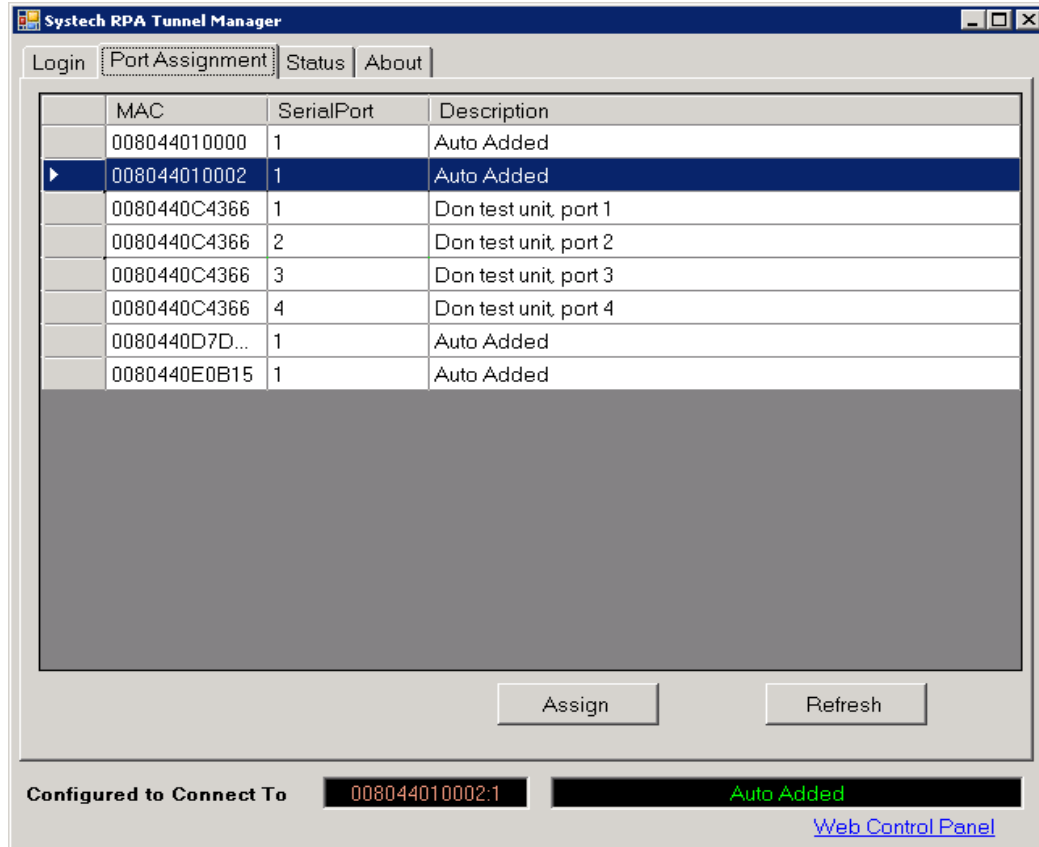 Systech RPA Tunnel Manager
Login Port Assignment Status About
MAC SerialPort Description
008044010000 1 Auto Added
008044010002 1 Auto Added
0080440C4366 1 Don test unit, port 1
0080440C4366 2 Don test unit, port 2
0080440C4366 3 Don test unit, port 3
0080440C4366 4 Don test unit, port 4
0080440D7D... 1 Auto Added
0080440E0B15 1 Auto Added
Assign Refresh
Configured to Connect To 008044010002:1 Auto Added
Web Control Panel